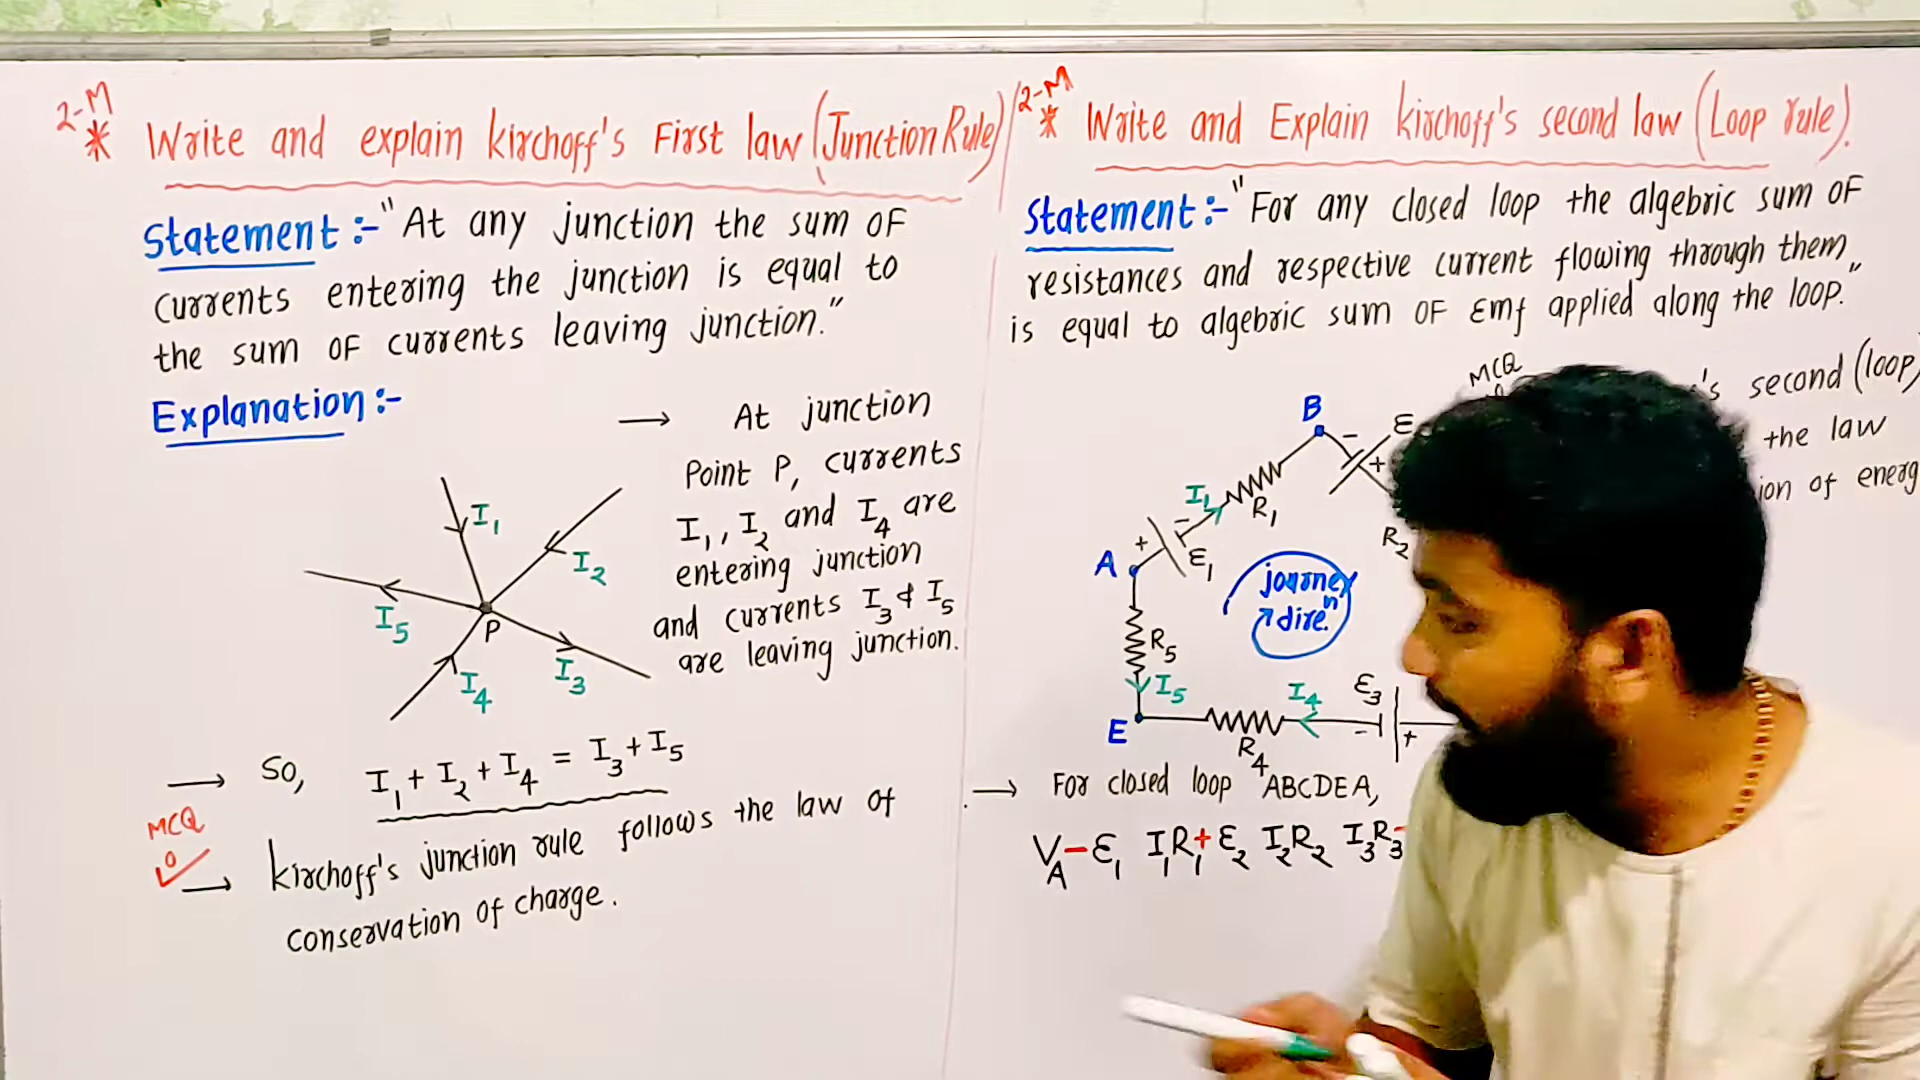 2-M
* Write and explain kirchoff's First law (Junction Rule)
Statement :- "At any junction the sum of
currents entering the junction is equal to
the sum of currents leaving junction."
Explanation :-
→ At junction
Point P, currents
I₁, I₂ and I₄ are
entering junction
and currents I₃ & I₅
are leaving junction.
I₁
I₂
I₅
P
I₄
I₃
→ So, I₁ + I₂ + I₄ = I₃ + I₅
MCQ
→ kirchoff's junction rule follows the law of
conservation of charge.
2-M
* Write and Explain kirchoff's second law (Loop rule).
Statement :- "For any closed loop the algebric sum of
resistances and respective current flowing through them
is equal to algebric sum of Emf applied along the loop."
MCQ
's second (loop)
the law
ion of energ
B
- ε
+
I₁
R₁
R₂
+ -
A
ε₁
journey
dire.ⁿ
R₅
I₅
I₄
ε₃
E
R₄
- +
→ For closed loop ABCDEA,
V_A - ε₁ I₁R₁ + ε₂ I₂R₂ I₃R₃ -